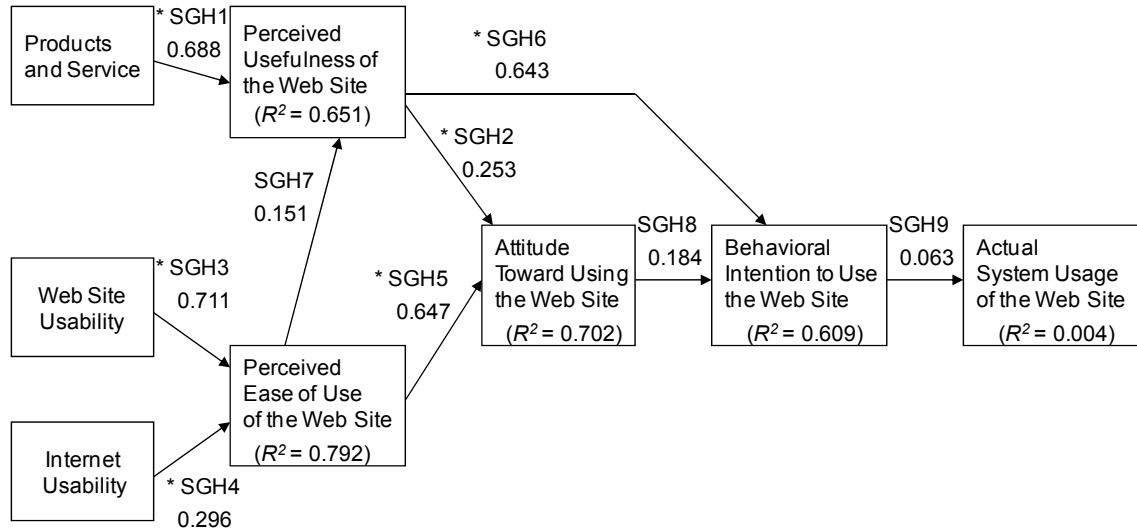 * SGH1
0.688
Products
and Service
Perceived
Usefulness of
the Web Site
(R² = 0.651)
* SGH6
0.643
* SGH2
0.253
SGH7
0.151
* SGH3
0.711
Web Site
Usability
* SGH5
0.647
Attitude
Toward Using
the Web Site
(R² = 0.702)
SGH8
0.184
Behavioral
Intention to Use
the Web Site
(R² = 0.609)
SGH9
0.063
Actual
System Usage
of the Web Site
(R² = 0.004)
Perceived
Ease of Use
of the Web Site
(R² = 0.792)
Internet
Usability
* SGH4
0.296